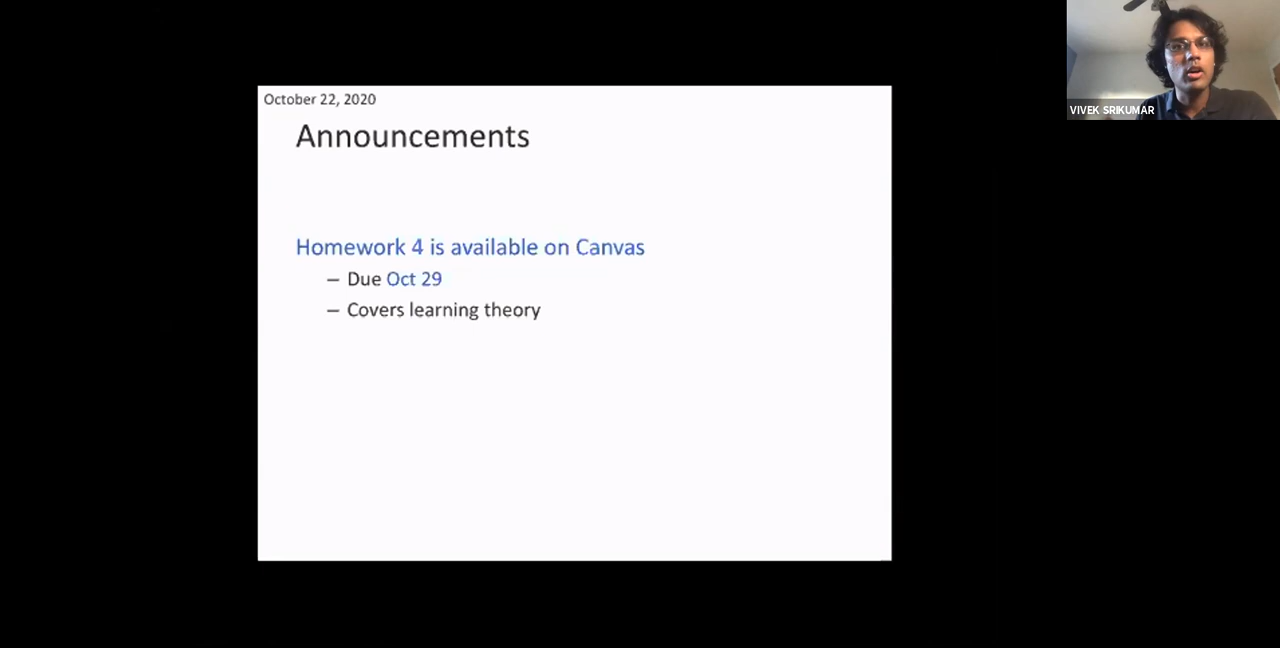 October 22, 2020
Announcements
Homework 4 is available on Canvas
– Due Oct 29
– Covers learning theory
VIVEK SRIKUMAR